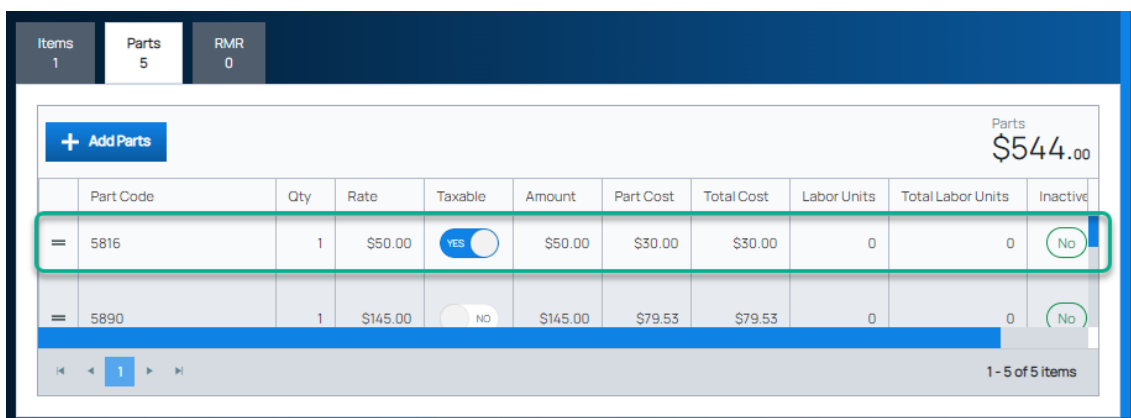 Items Parts RMR
1 5 0
Parts
+ Add Parts $544.00
Part Code Qty Rate Taxable Amount Part Cost Total Cost Labor Units Total Labor Units Inactive
5816 1 $50.00 YES $50.00 $30.00 $30.00 0 0 No
5890 1 $145.00 NO $145.00 $79.53 $79.53 0 0 No
1 1 - 5 of 5 items